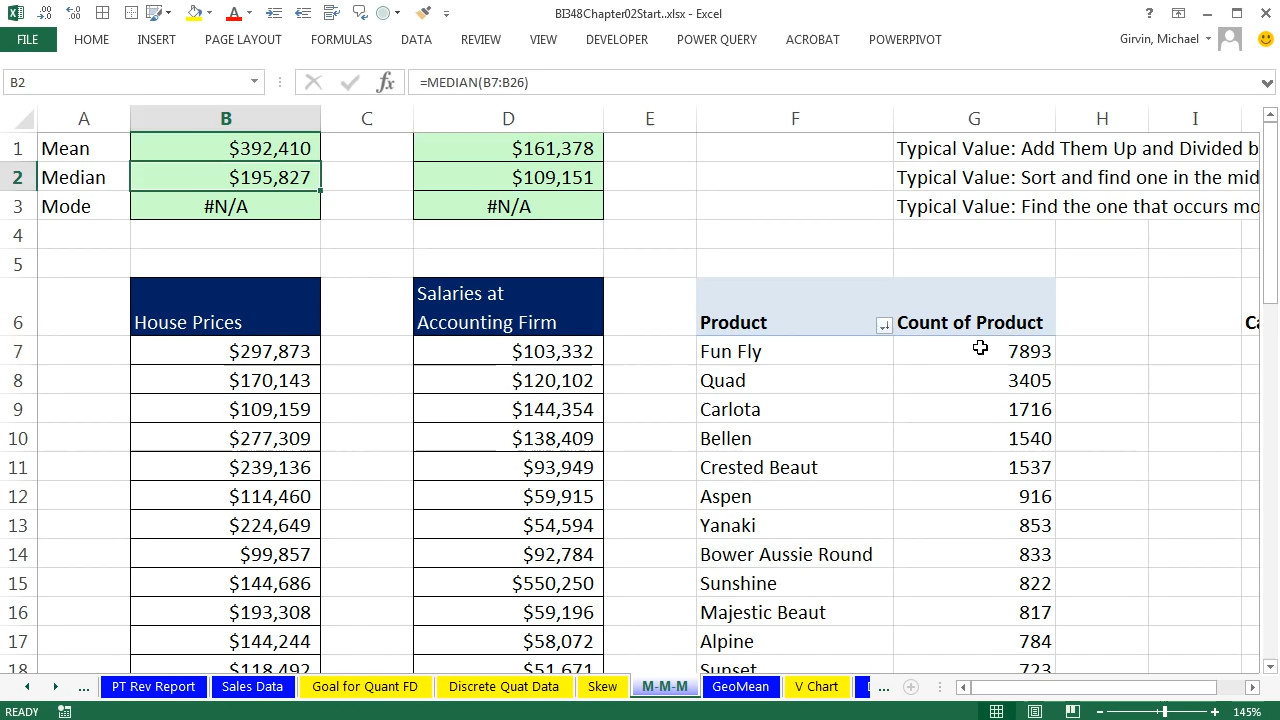 BI348Chapter02Start..xlsx - Excel
FILE HOME INSERT PAGE LAYOUT FORMULAS DATA REVIEW VIEW DEVELOPER POWER QUERY ACROBAT POWERPIVOT Girvin, Michael
B2 fx =MEDIAN(B7:B26)
A B C D E F G H I
1 Mean $392,410 $161,378 Typical Value: Add Them Up and Divided b
2 Median $195,827 $109,151 Typical Value: Sort and find one in the mid
3 Mode #N/A #N/A Typical Value: Find the one that occurs mo
4
5
Salaries at
6 House Prices Accounting Firm Product Count of Product Ca
7 $297,873 $103,332 Fun Fly 7893
8 $170,143 $120,102 Quad 3405
9 $109,159 $144,354 Carlota 1716
10 $277,309 $138,409 Bellen 1540
11 $239,136 $93,949 Crested Beaut 1537
12 $114,460 $59,915 Aspen 916
13 $224,649 $54,594 Yanaki 853
14 $99,857 $92,784 Bower Aussie Round 833
15 $144,686 $550,250 Sunshine 822
16 $193,308 $59,196 Majestic Beaut 817
17 $144,244 $58,072 Alpine 784
18 $118,492 $51,671 Sunset 723
... PT Rev Report Sales Data Goal for Quant FD Discrete Quat Data Skew M-M-M GeoMean V Chart ...
READY 145%